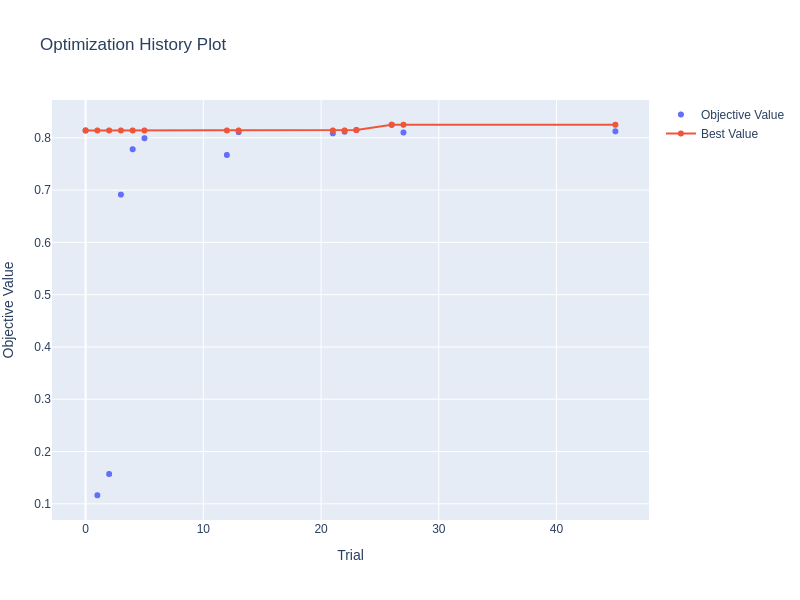 Optimization History Plot
Objective Value
Best Value
0.8
0.7
0.6
0.5
0.4
0.3
0.2
0.1
Objective Value
0
10
20
30
40
Trial